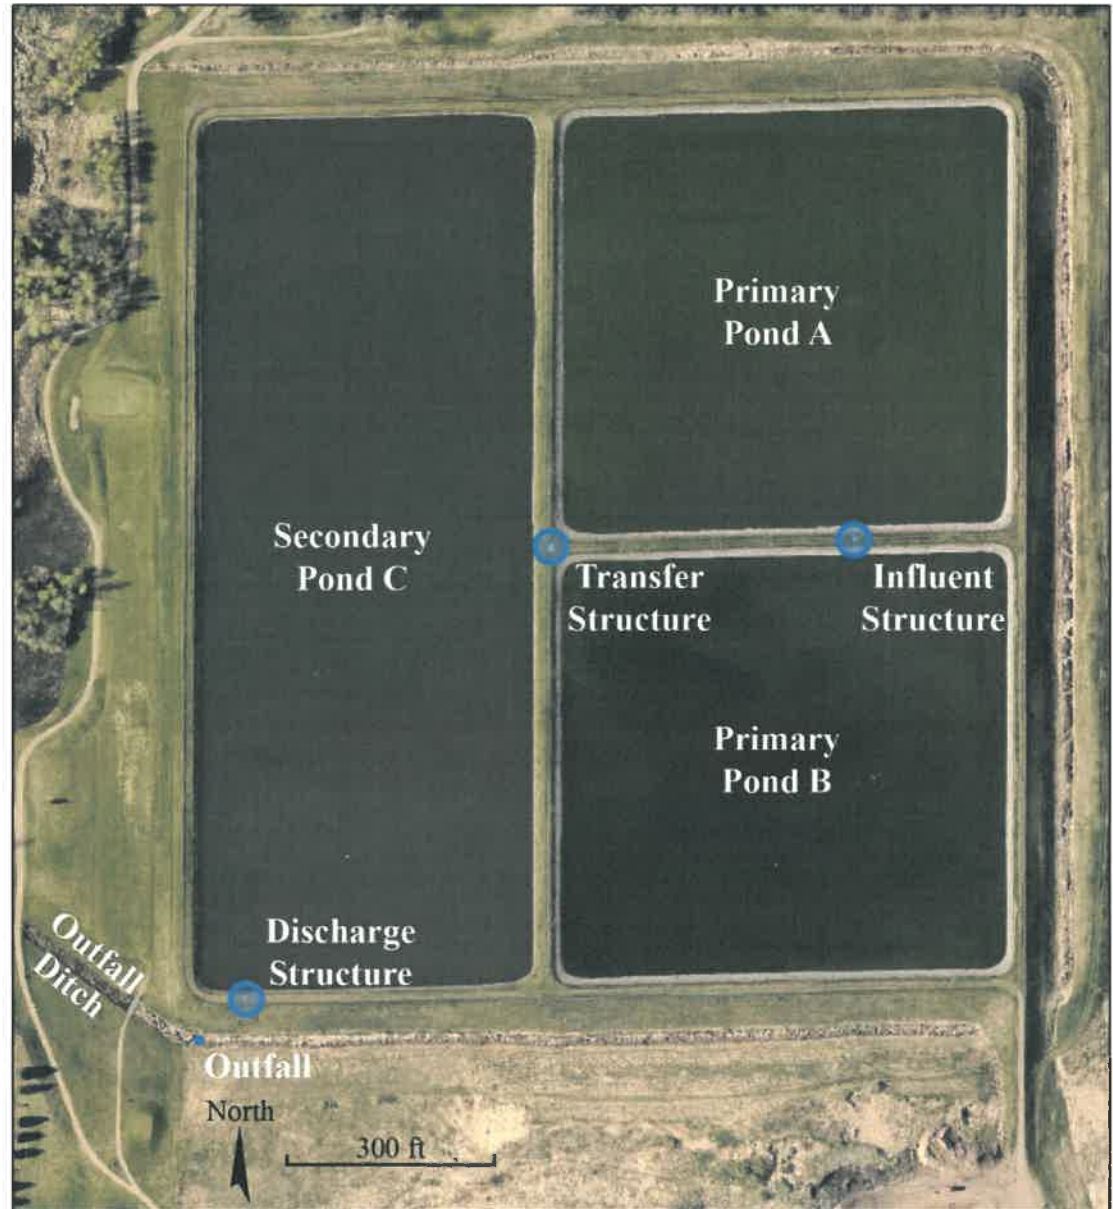 Primary
Pond A
Secondary
Pond C
Transfer
Structure
Influent
Structure
Primary
Pond B
Discharge
Structure
Outfall
Ditch
Outfall
North
300 ft